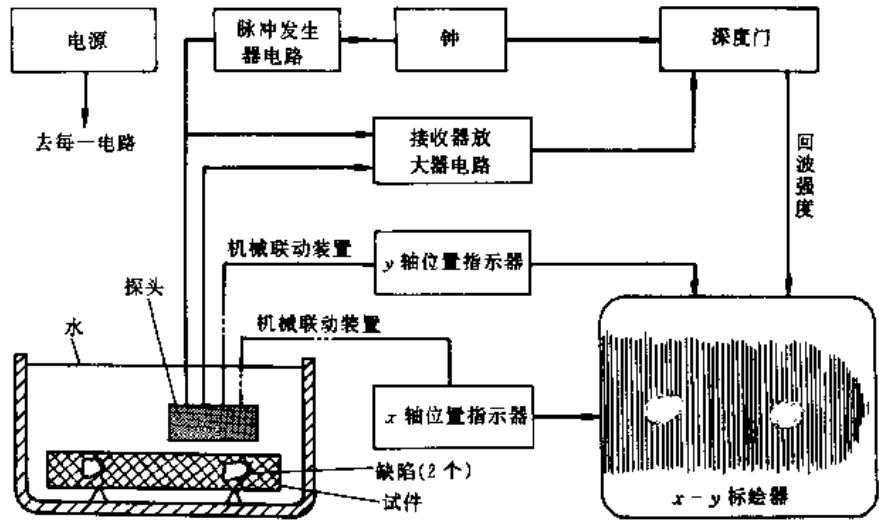 电源
脉冲发
生器电路
钟
深度门
去每一电路
接收器放
大器电路
回波强度
机械联动装置
y 轴位置指示器
探头
机械联动装置
水
x 轴位置指示器
缺陷(2个)
试件
x-y 标绘器